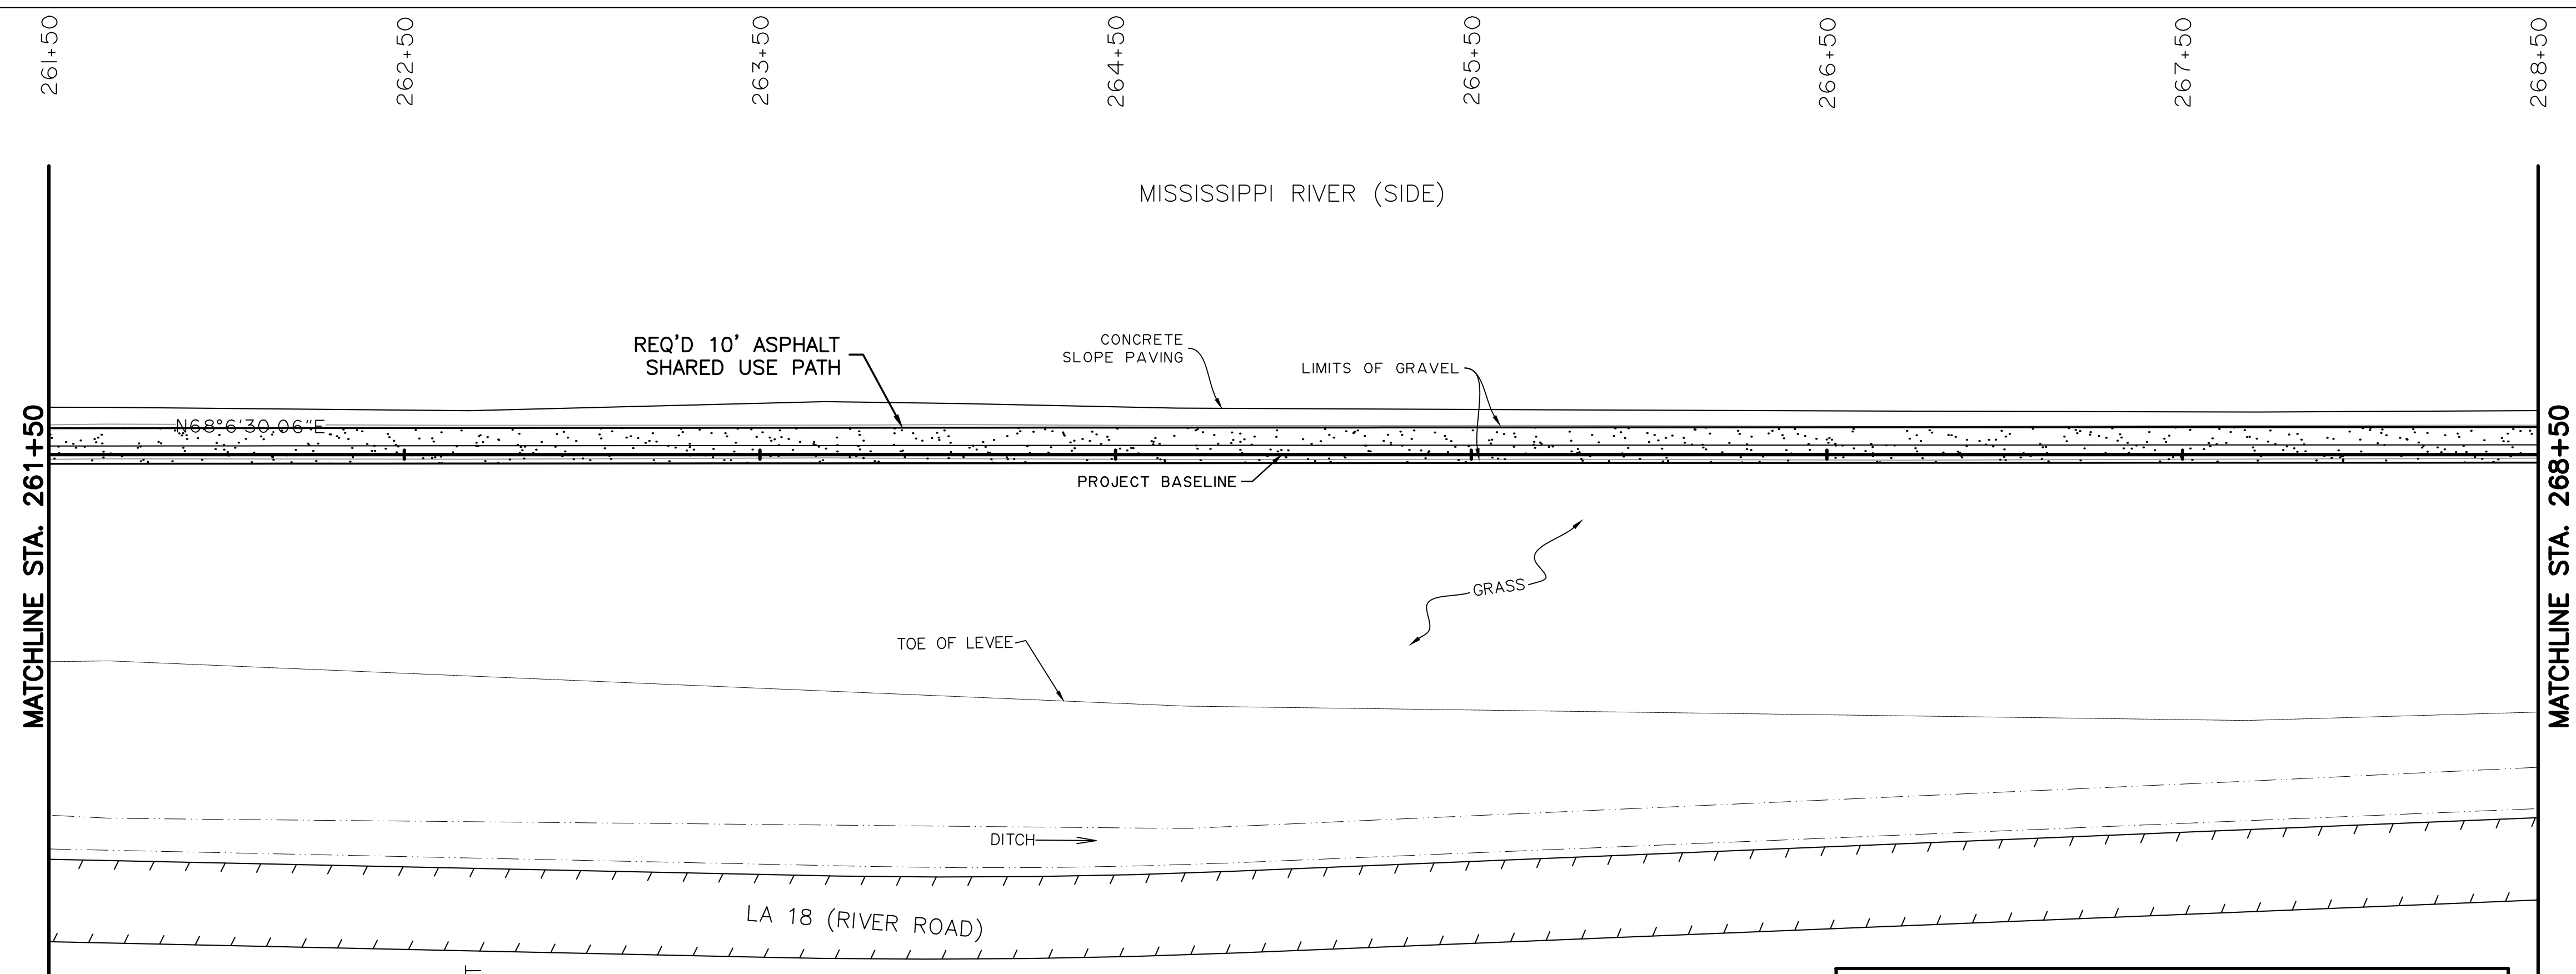 261+50
262+50
263+50
264+50
265+50
266+50
267+50
268+50
MISSISSIPPI RIVER (SIDE)
REQ'D 10' ASPHALT
SHARED USE PATH
CONCRETE
SLOPE PAVING
LIMITS OF GRAVEL
N68°6'30.06"E
PROJECT BASELINE
MATCHLINE STA. 261+50
MATCHLINE STA. 268+50
GRASS
TOE OF LEVEE
DITCH
LA 18 (RIVER ROAD)